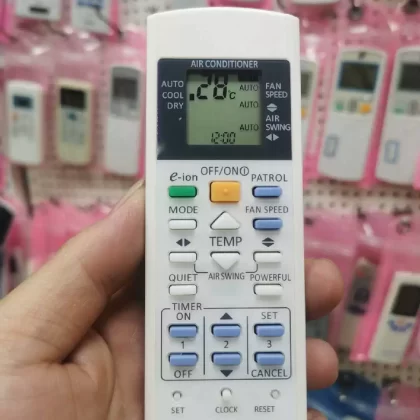 AIR CONDITIONER
AUTO
COOL
DRY
28°C
AUTO
AUTO
AUTO
12:00
FAN
SPEED
AIR
SWING
e-ion
OFF/ON
PATROL
MODE
FAN SPEED
TEMP
AIR SWING
QUIET
POWERFUL
TIMER
ON
SET
1
2
3
OFF
CANCEL
SET
CLOCK
RESET